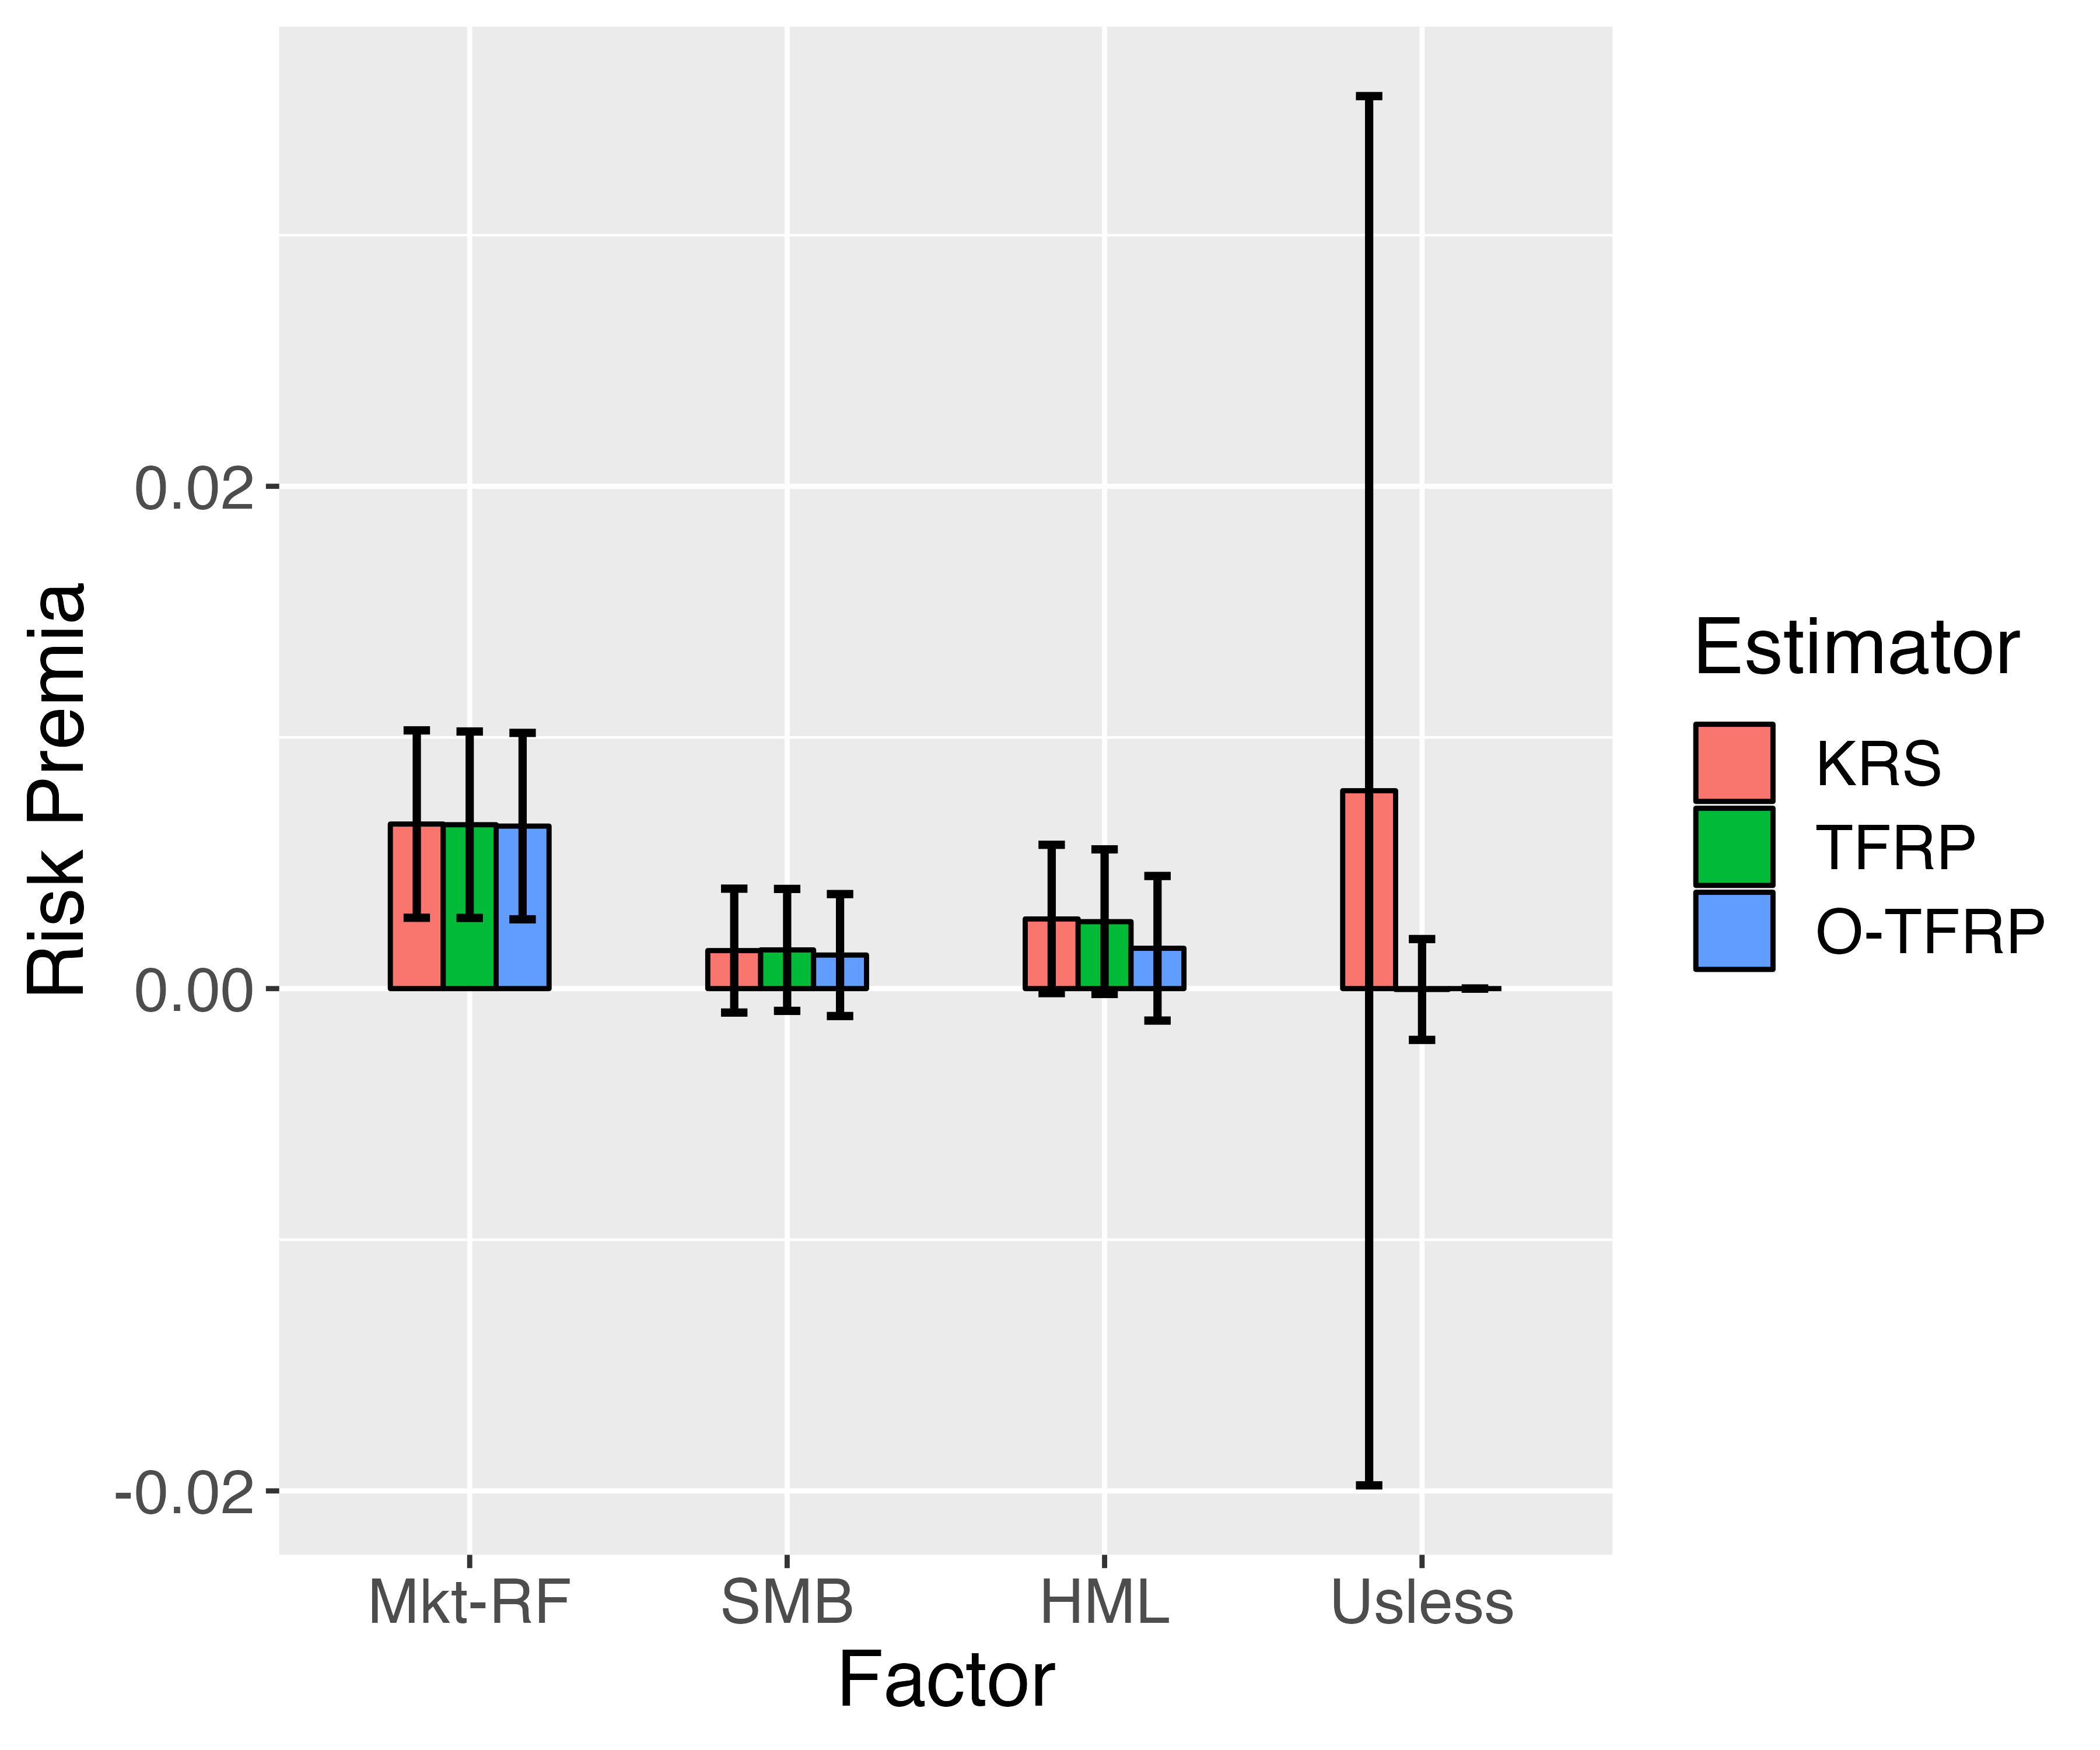 Risk Premia
0.02
0.00
-0.02
Mkt-RF
SMB
HML
Usless
Factor
Estimator
KRS
TFRP
O-TFRP